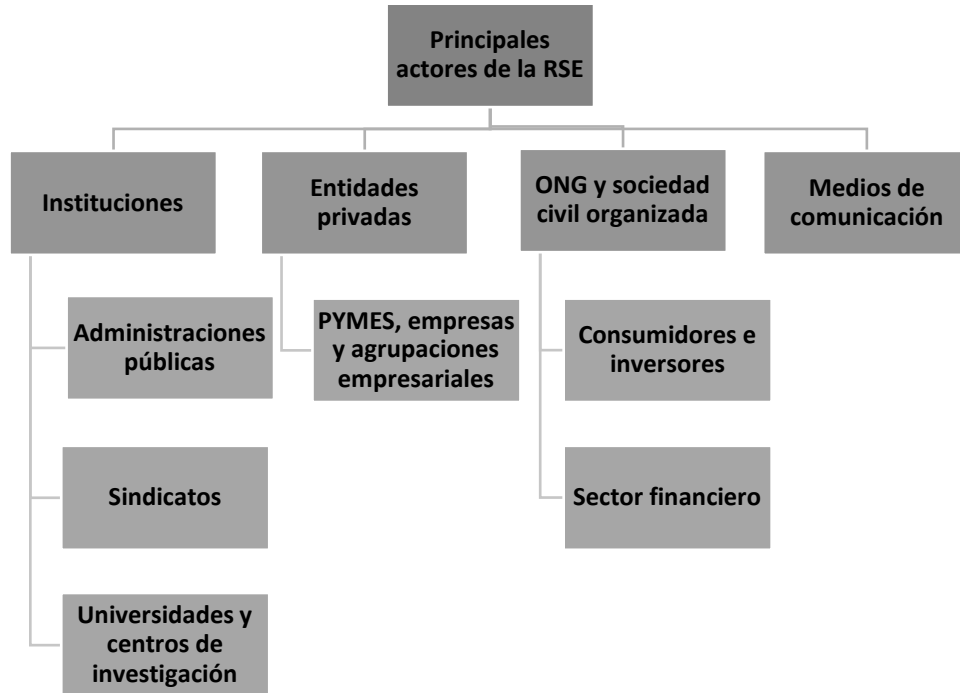 Principales
actores de la RSE
Instituciones
Entidades
privadas
ONG y sociedad
civil organizada
Medios de
comunicación
Administraciones
públicas
PYMES, empresas
y agrupaciones
empresariales
Consumidores e
inversores
Sindicatos
Sector financiero
Universidades y
centros de
investigación